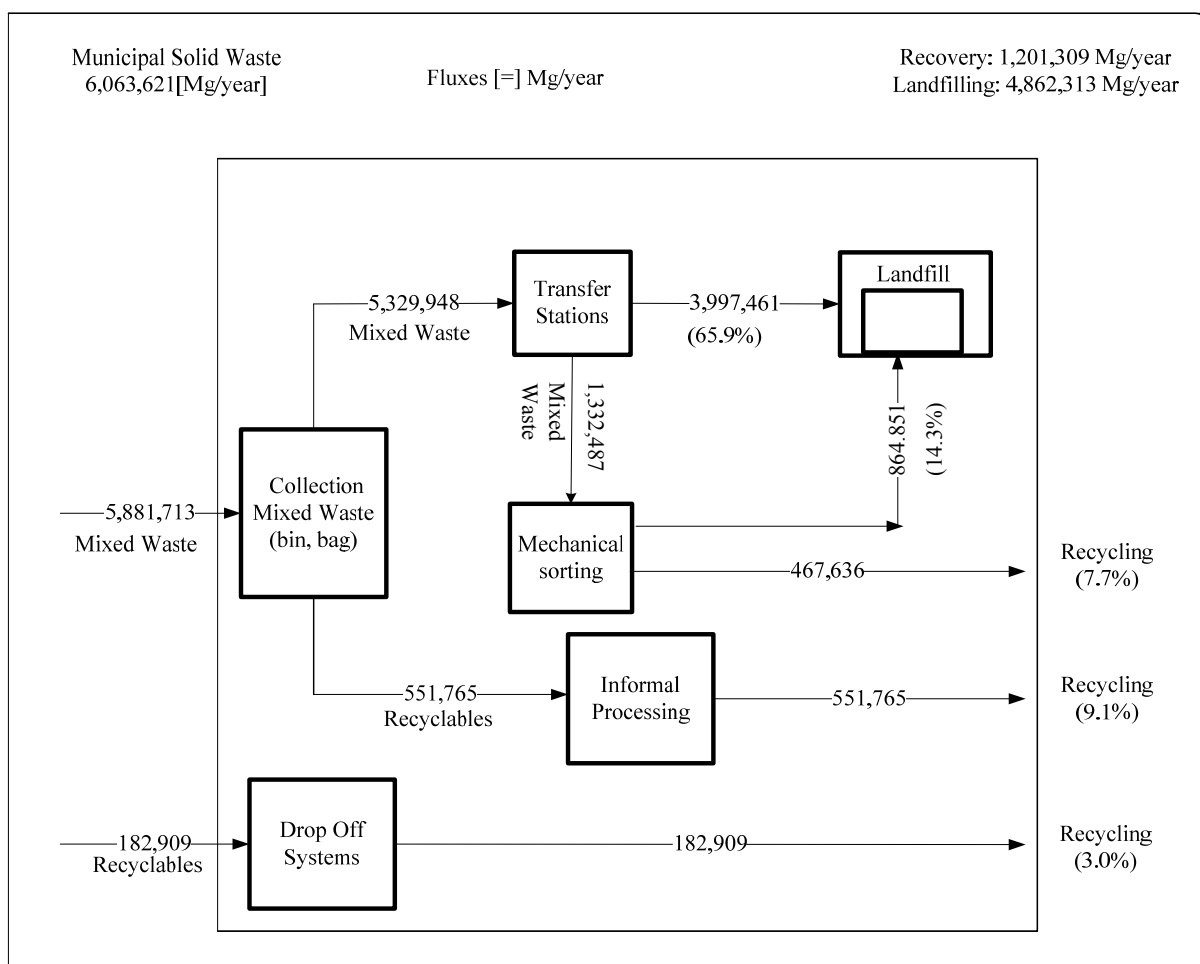 Municipal Solid Waste
6,063,621[Mg/year]
Fluxes [=] Mg/year
Recovery: 1,201,309 Mg/year
Landfilling: 4,862,313 Mg/year
5,329,948
Mixed Waste
Transfer
Stations
3,997,461
(65.9%)
Landfill
1,332,487
Mixed
Waste
864.851
(14.3%)
Collection
Mixed Waste
(bin, bag)
5,881,713
Mixed Waste
Mechanical
sorting
467,636
Recycling
(7.7%)
551,765
Recyclables
Informal
Processing
551,765
Recycling
(9.1%)
182,909
Recyclables
Drop Off
Systems
182,909
Recycling
(3.0%)